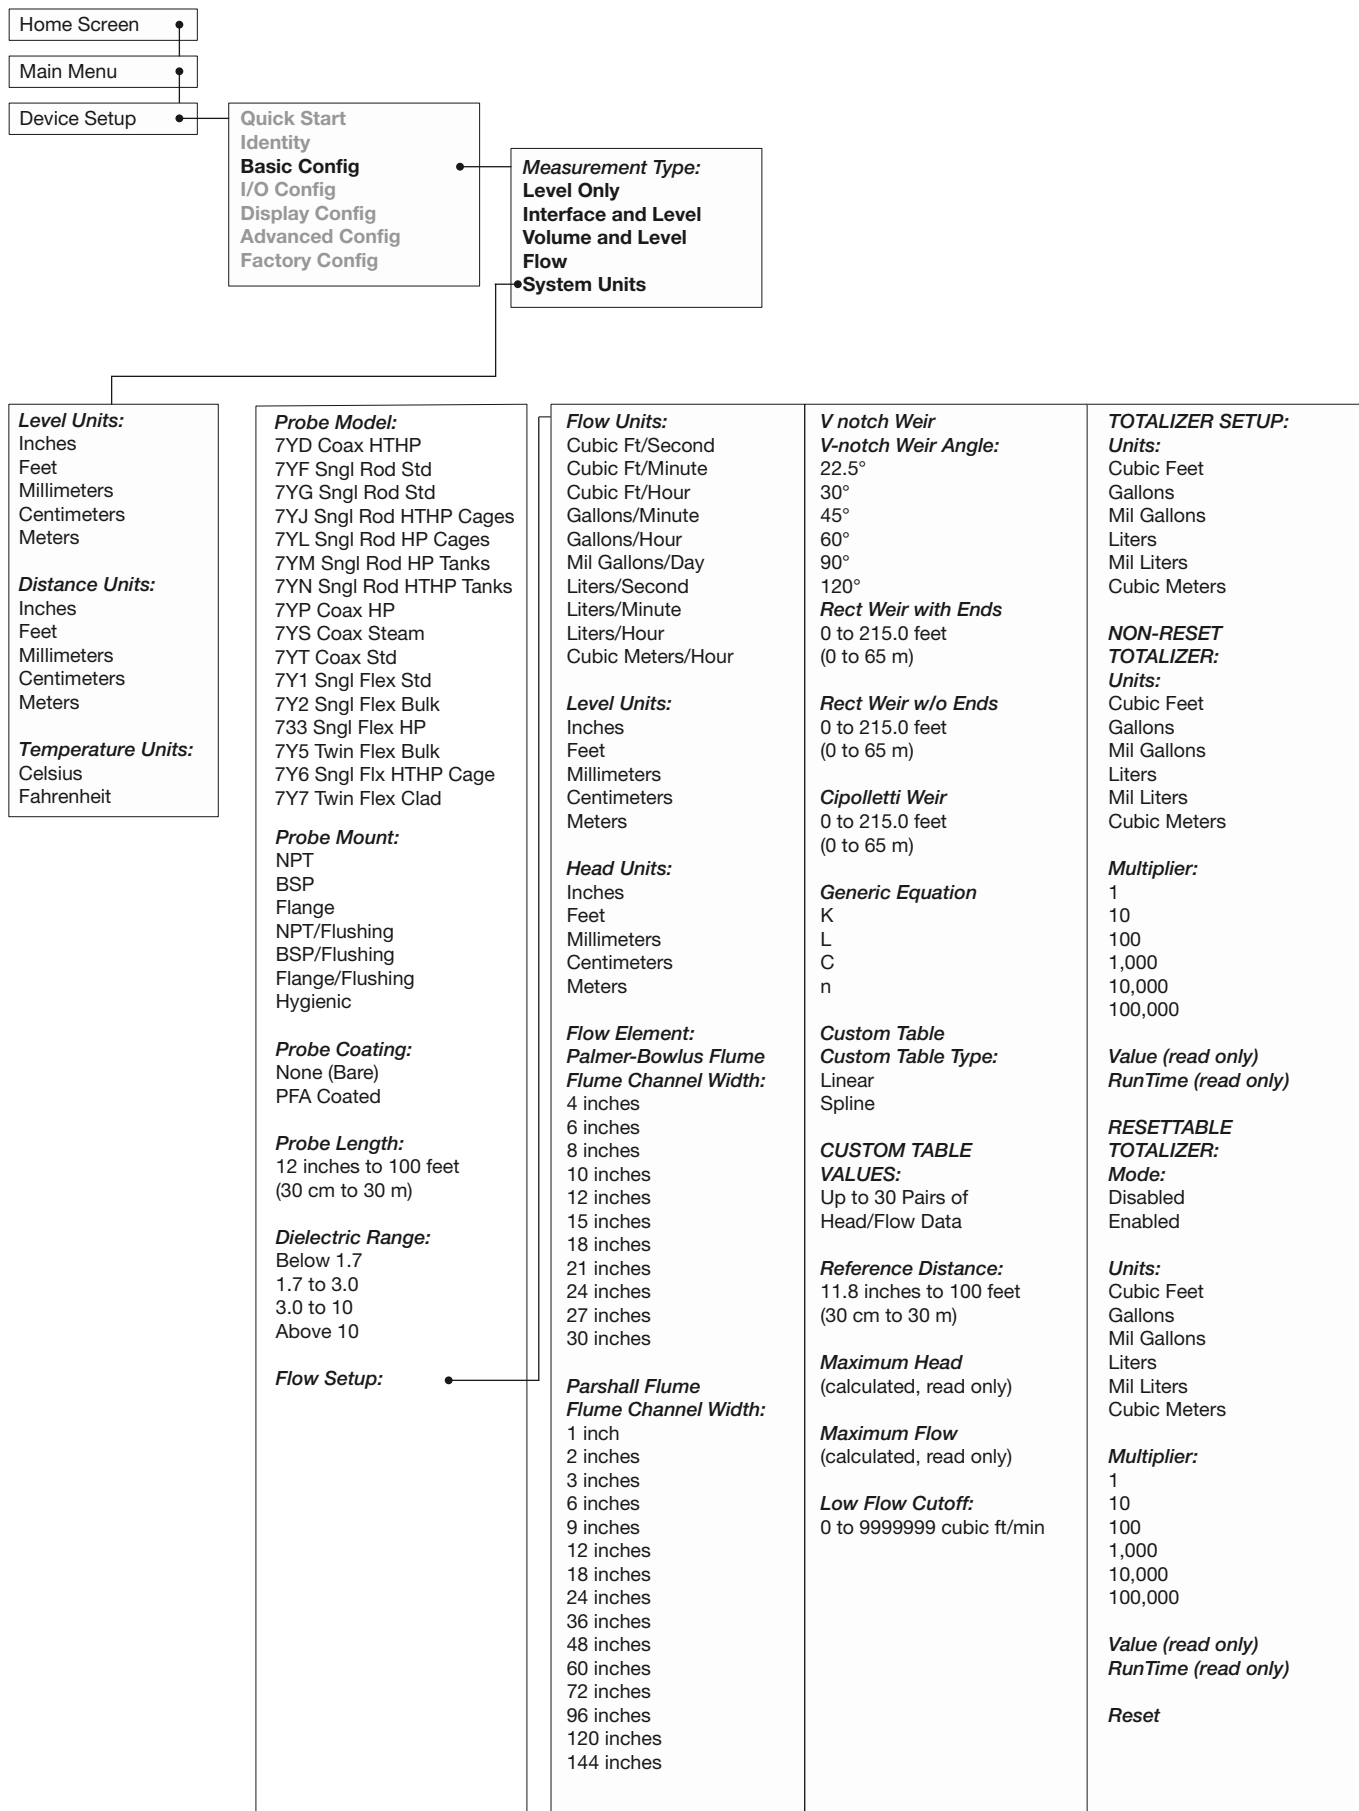 Home Screen
Main Menu
Device Setup
Quick Start
Identity
Basic Config
I/O Config
Display Config
Advanced Config
Factory Config
Measurement Type:
Level Only
Interface and Level
Volume and Level
Flow
System Units
Level Units:
Inches
Feet
Millimeters
Centimeters
Meters
Distance Units:
Inches
Feet
Millimeters
Centimeters
Meters
Temperature Units:
Celsius
Fahrenheit
Probe Model:
7YD Coax HTHP
7YF Sngl Rod Std
7YG Sngl Rod Std
7YJ Sngl Rod HTHP Cages
7YL Sngl Rod HP Cages
7YM Sngl Rod HP Tanks
7YN Sngl Rod HTHP Tanks
7YP Coax HP
7YS Coax Steam
7YT Coax Std
7Y1 Sngl Flex Std
7Y2 Sngl Flex Bulk
733 Sngl Flex HP
7Y5 Twin Flex Bulk
7Y6 Sngl Flx HTHP Cage
7Y7 Twin Flex Clad
Probe Mount:
NPT
BSP
Flange
NPT/Flushing
BSP/Flushing
Flange/Flushing
Hygienic
Probe Coating:
None (Bare)
PFA Coated
Probe Length:
12 inches to 100 feet
(30 cm to 30 m)
Dielectric Range:
Below 1.7
1.7 to 3.0
3.0 to 10
Above 10
Flow Setup:
Flow Units:
Cubic Ft/Second
Cubic Ft/Minute
Cubic Ft/Hour
Gallons/Minute
Gallons/Hour
Mil Gallons/Day
Liters/Second
Liters/Minute
Liters/Hour
Cubic Meters/Hour
Level Units:
Inches
Feet
Millimeters
Centimeters
Meters
Head Units:
Inches
Feet
Millimeters
Centimeters
Meters
Flow Element:
Palmer-Bowlus Flume
Flume Channel Width:
4 inches
6 inches
8 inches
10 inches
12 inches
15 inches
18 inches
21 inches
24 inches
27 inches
30 inches
Parshall Flume
Flume Channel Width:
1 inch
2 inches
3 inches
6 inches
9 inches
12 inches
18 inches
24 inches
36 inches
48 inches
60 inches
72 inches
96 inches
120 inches
144 inches
V notch Weir
V-notch Weir Angle:
22.5°
30°
45°
60°
90°
120°
Rect Weir with Ends
0 to 215.0 feet
(0 to 65 m)
Rect Weir w/o Ends
0 to 215.0 feet
(0 to 65 m)
Cipolletti Weir
0 to 215.0 feet
(0 to 65 m)
Generic Equation
K
L
C
n
Custom Table
Custom Table Type:
Linear
Spline
CUSTOM TABLE
VALUES:
Up to 30 Pairs of
Head/Flow Data
Reference Distance:
11.8 inches to 100 feet
(30 cm to 30 m)
Maximum Head
(calculated, read only)
Maximum Flow
(calculated, read only)
Low Flow Cutoff:
0 to 9999999 cubic ft/min
TOTALIZER SETUP:
Units:
Cubic Feet
Gallons
Mil Gallons
Liters
Mil Liters
Cubic Meters
NON-RESET
TOTALIZER:
Units:
Cubic Feet
Gallons
Mil Gallons
Liters
Mil Liters
Cubic Meters
Multiplier:
1
10
100
1,000
10,000
100,000
Value (read only)
RunTime (read only)
RESETTABLE
TOTALIZER:
Mode:
Disabled
Enabled
Units:
Cubic Feet
Gallons
Mil Gallons
Liters
Mil Liters
Cubic Meters
Multiplier:
1
10
100
1,000
10,000
100,000
Value (read only)
RunTime (read only)
Reset